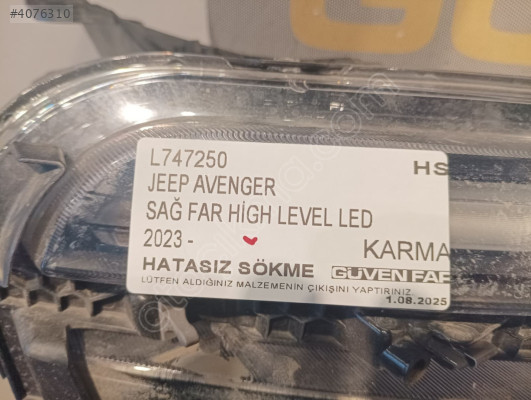 #4076310
L747250
HS
JEEP AVENGER
SAĞ FAR HİGH LEVEL LED
2023 -
KARMA
HATASIZ SÖKME GÜVEN FAR
LÜTFEN ALDIĞINIZ MALZEMENİN ÇIKIŞINI YAPTIRINIZ
1.08.2025